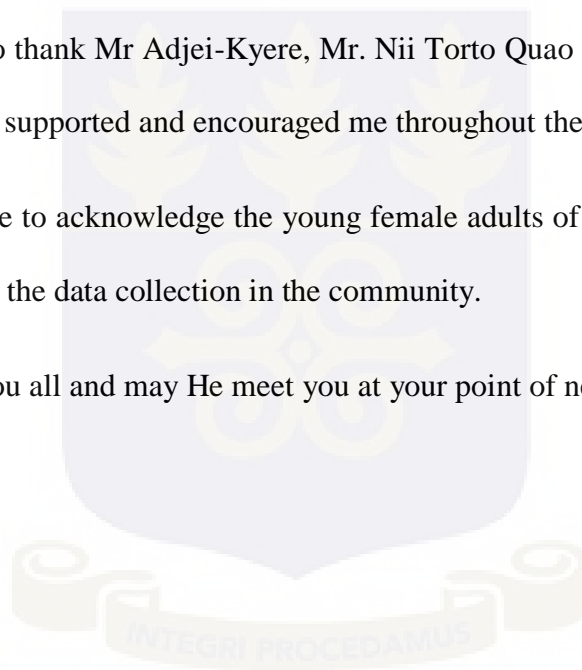 o thank Mr Adjei-Kyere, Mr. Nii Torto Quao
supported and encouraged me throughout the
e to acknowledge the young female adults of
the data collection in the community.
ou all and may He meet you at your point of
INTEGRI PROCEDAMUS